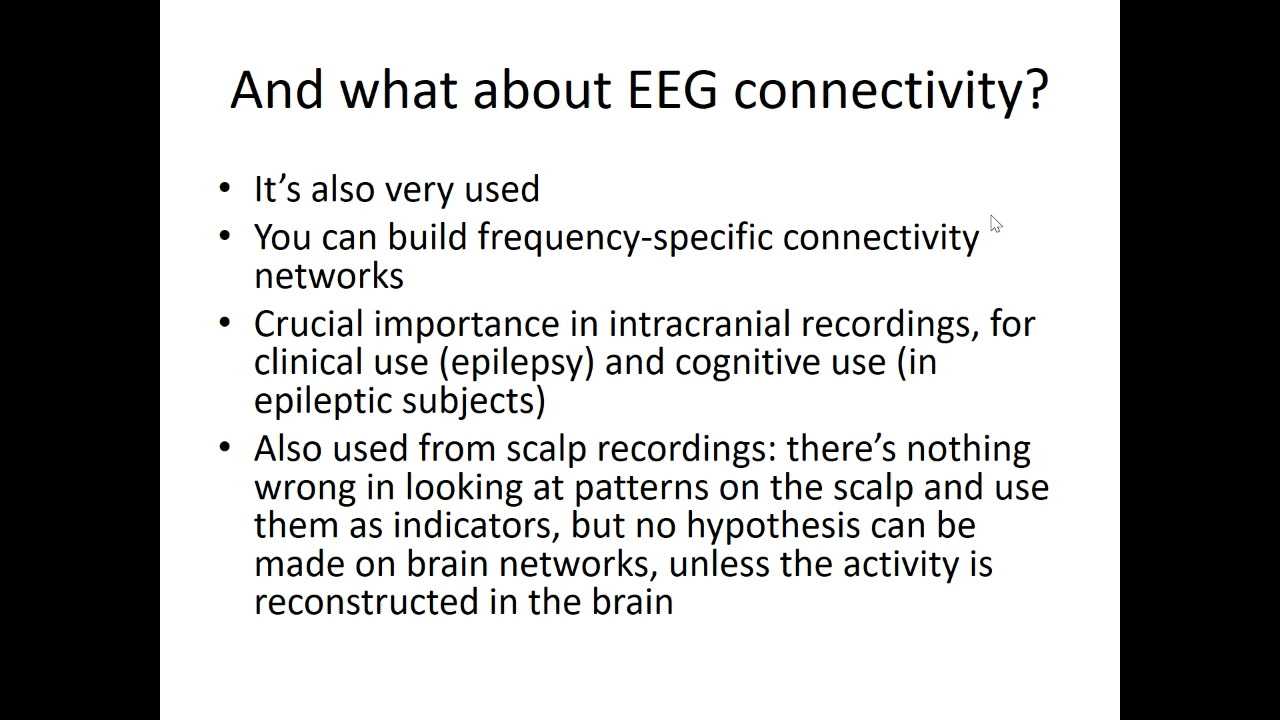 And what about EEG connectivity?
• It’s also very used
• You can build frequency-specific connectivity
networks
• Crucial importance in intracranial recordings, for
clinical use (epilepsy) and cognitive use (in
epileptic subjects)
• Also used from scalp recordings: there’s nothing
wrong in looking at patterns on the scalp and use
them as indicators, but no hypothesis can be
made on brain networks, unless the activity is
reconstructed in the brain